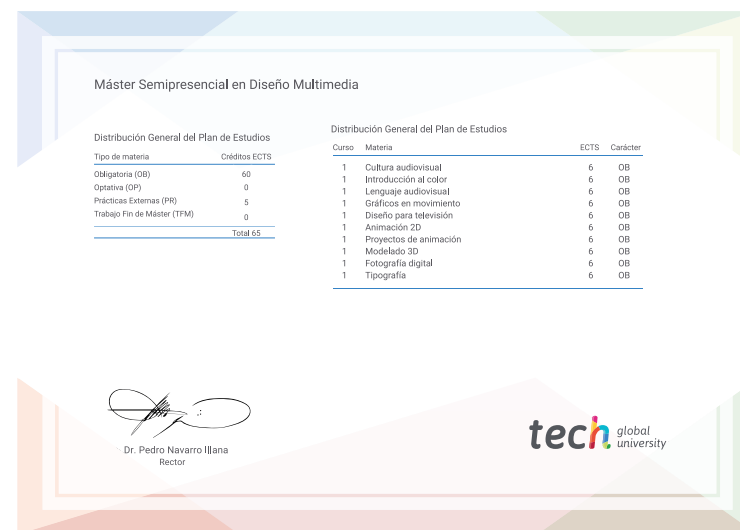 Máster Semipresencial en Diseño Multimedia
Distribución General del Plan de Estudios
Tipo de materia Créditos ECTS
Obligatoria (OB) 60
Optativa (OP) 0
Prácticas Externas (PR) 5
Trabajo Fin de Máster (TFM) 0
Total 65
Distribución General del Plan de Estudios
Curso Materia ECTS Carácter
1 Cultura audiovisual 6 OB
1 Introducción al color 6 OB
1 Lenguaje audiovisual 6 OB
1 Gráficos en movimiento 6 OB
1 Diseño para televisión 6 OB
1 Animación 2D 6 OB
1 Proyectos de animación 6 OB
1 Modelado 3D 6 OB
1 Fotografía digital 6 OB
1 Tipografía 6 OB
Dr. Pedro Navarro Illana
Rector
tech global university